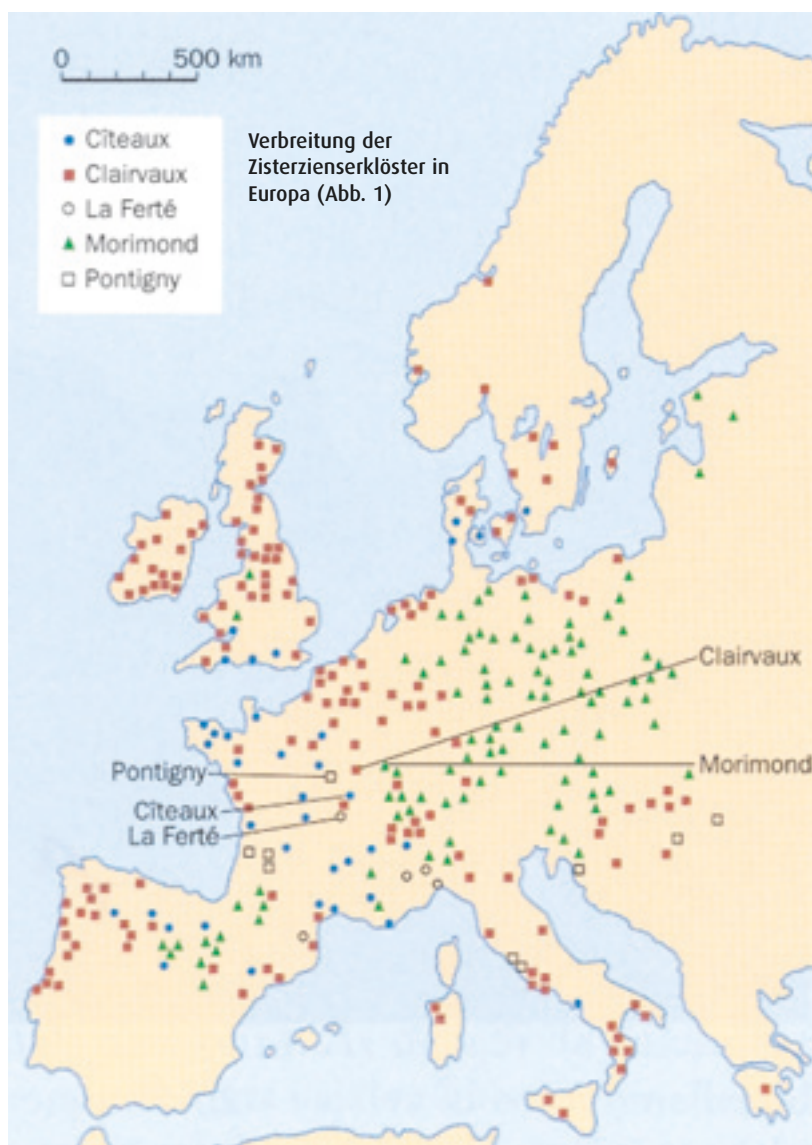 0 500 km
Cîteaux
Clairvaux
La Ferté
Morimond
Pontigny
Verbreitung der
Zisterzienserklöster in
Europa (Abb. 1)
Clairvaux
Morimond
Pontigny
Cîteaux
La Ferté